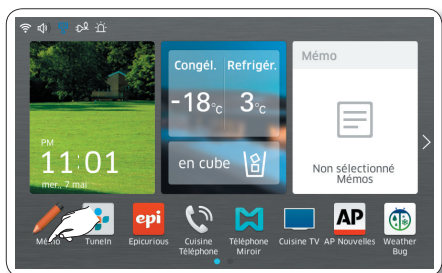 Congél. Refrigér.
-18°C 3°C
en cube
Mémo
Non sélectionné
Mémos
PM
11:01
mer., 7 mai
Mémo
TuneIn
epi
Epicurious
Cuisine
Téléphone
Téléphone
Miroir
Cuisine TV
AP
AP Nouvelles
Weather
Bug